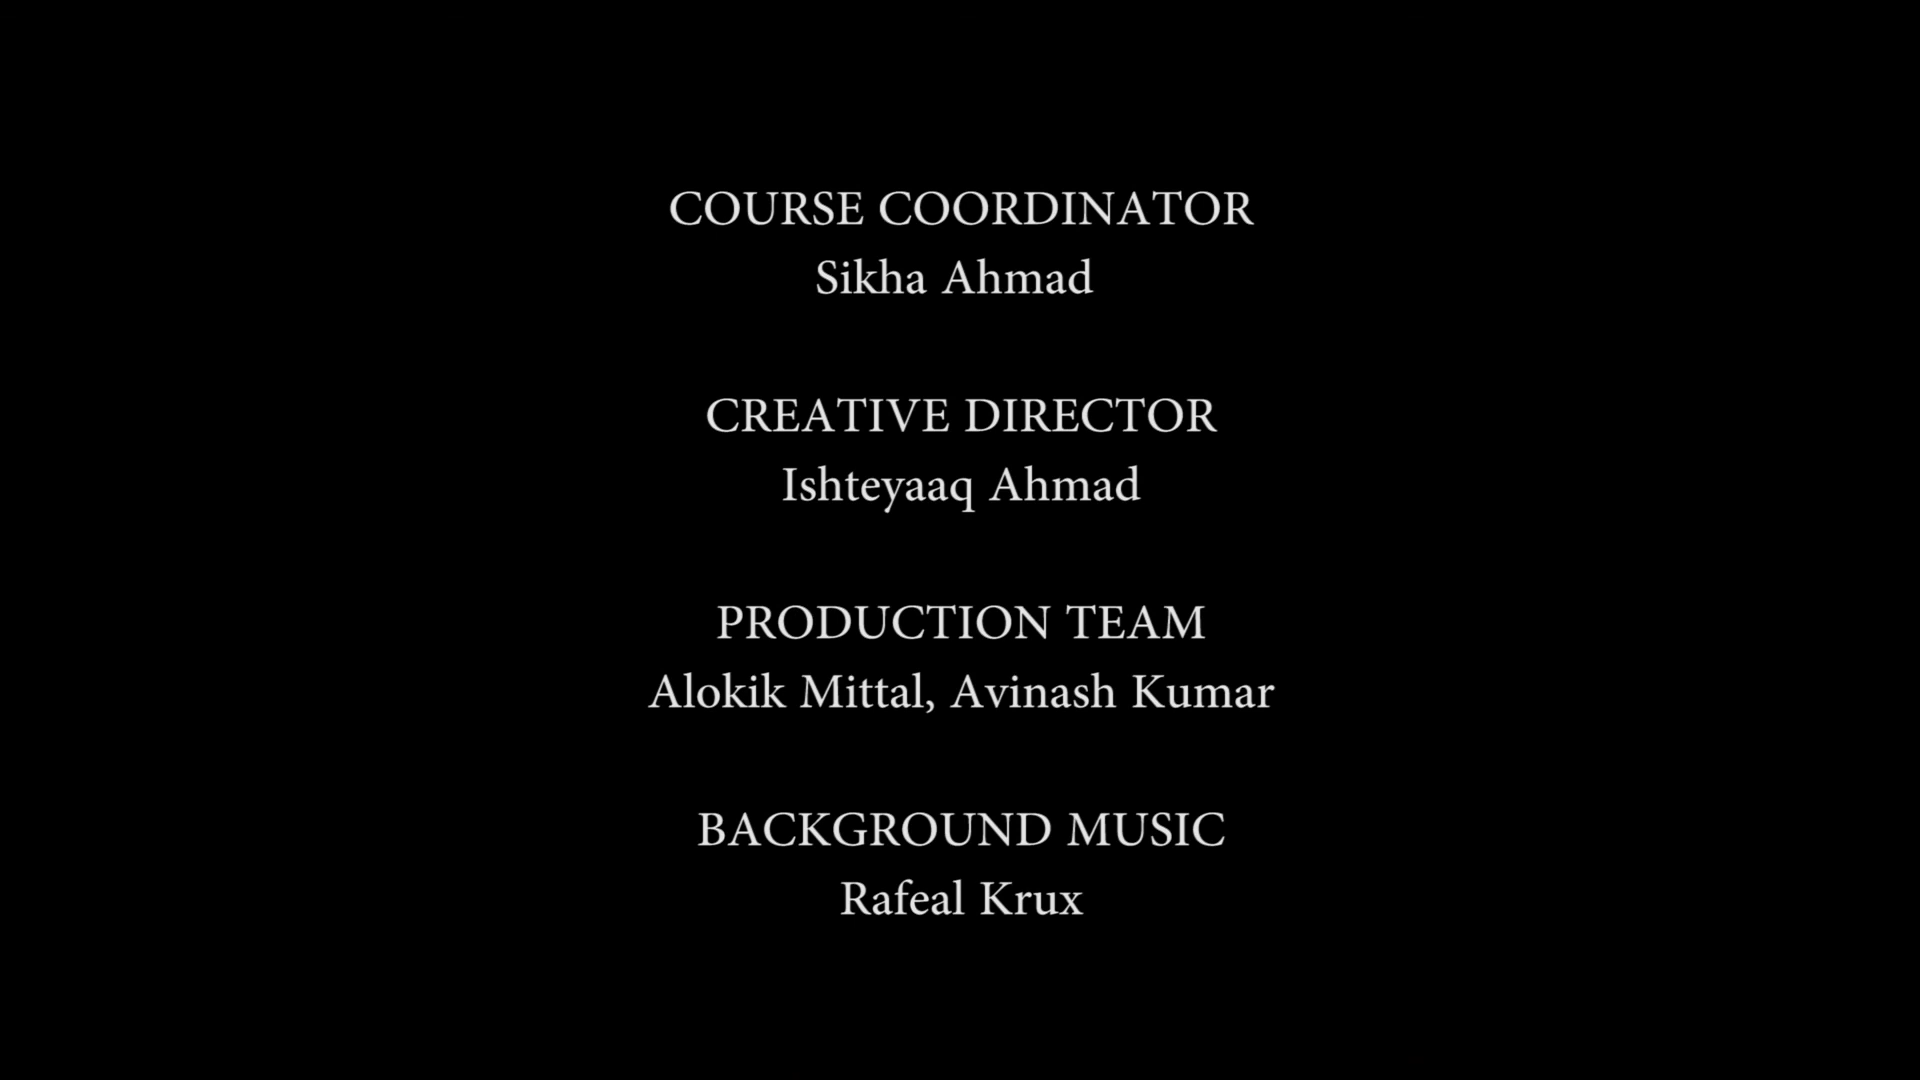 COURSE COORDINATOR
Sikha Ahmad
CREATIVE DIRECTOR
Ishteyaaq Ahmad
PRODUCTION TEAM
Alokik Mittal, Avinash Kumar
BACKGROUND MUSIC
Rafeal Krux